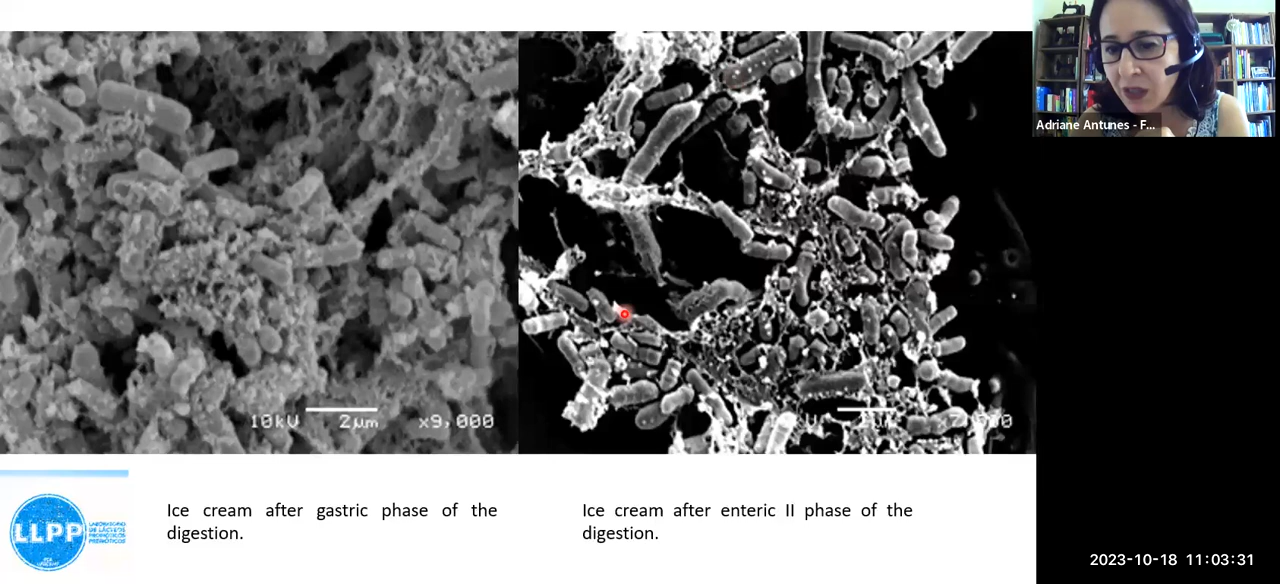 Adriane Antunes - F...
10kV 2µm x9,000
Ice cream after gastric phase of the
digestion.
Ice cream after enteric II phase of the
digestion.
LLPP
2023-10-18 11:03:31